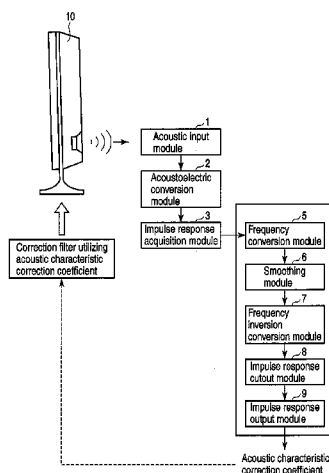 10
1
Acoustic input
module
2
Acoustoelectric
conversion
module
3
Impulse response
acquisition module
5
Frequency
conversion module
6
Smoothing
module
7
Frequency
inversion
conversion module
8
Impulse response
cutout module
9
Impulse response
output module
Correction filter utilizing
acoustic characteristic
correction coefficient
Acoustic characteristic
correction coefficient